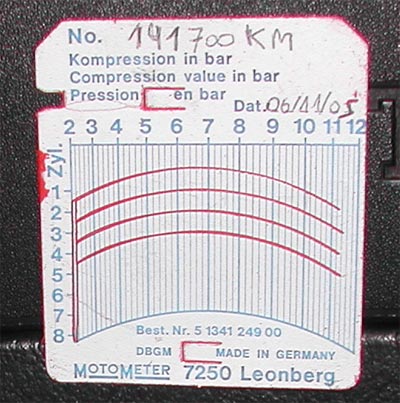 No. 141700 KM
Kompression in bar
Compression value in bar
Pression en bar
Dat. 06/11/05
2 3 4 5 6 7 8 9 10 11 12
Zyl.
1
2
3
4
5
6
7
8
Best. Nr. 5 1341 249 00
DBGM MADE IN GERMANY
MOTOMETER 7250 Leonberg